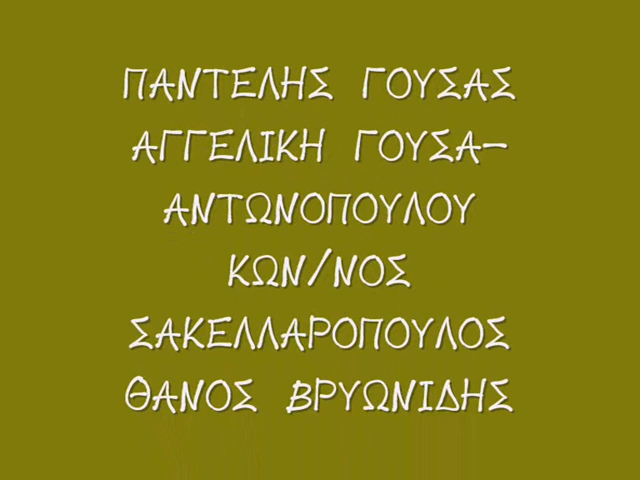 ΠΑΝΤΕΛΗΣ ΓΟΥΣΑΣ
ΑΓΓΕΛΙΚΗ ΓΟΥΣΑ-
ΑΝΤΩΝΟΠΟΥΛΟΥ
ΚΩΝ/ΝΟΣ
ΣΑΚΕΛΛΑΡΟΠΟΥΛΟΣ
ΘΑΝΟΣ ΒΡΥΩΝΙΔΗΣ